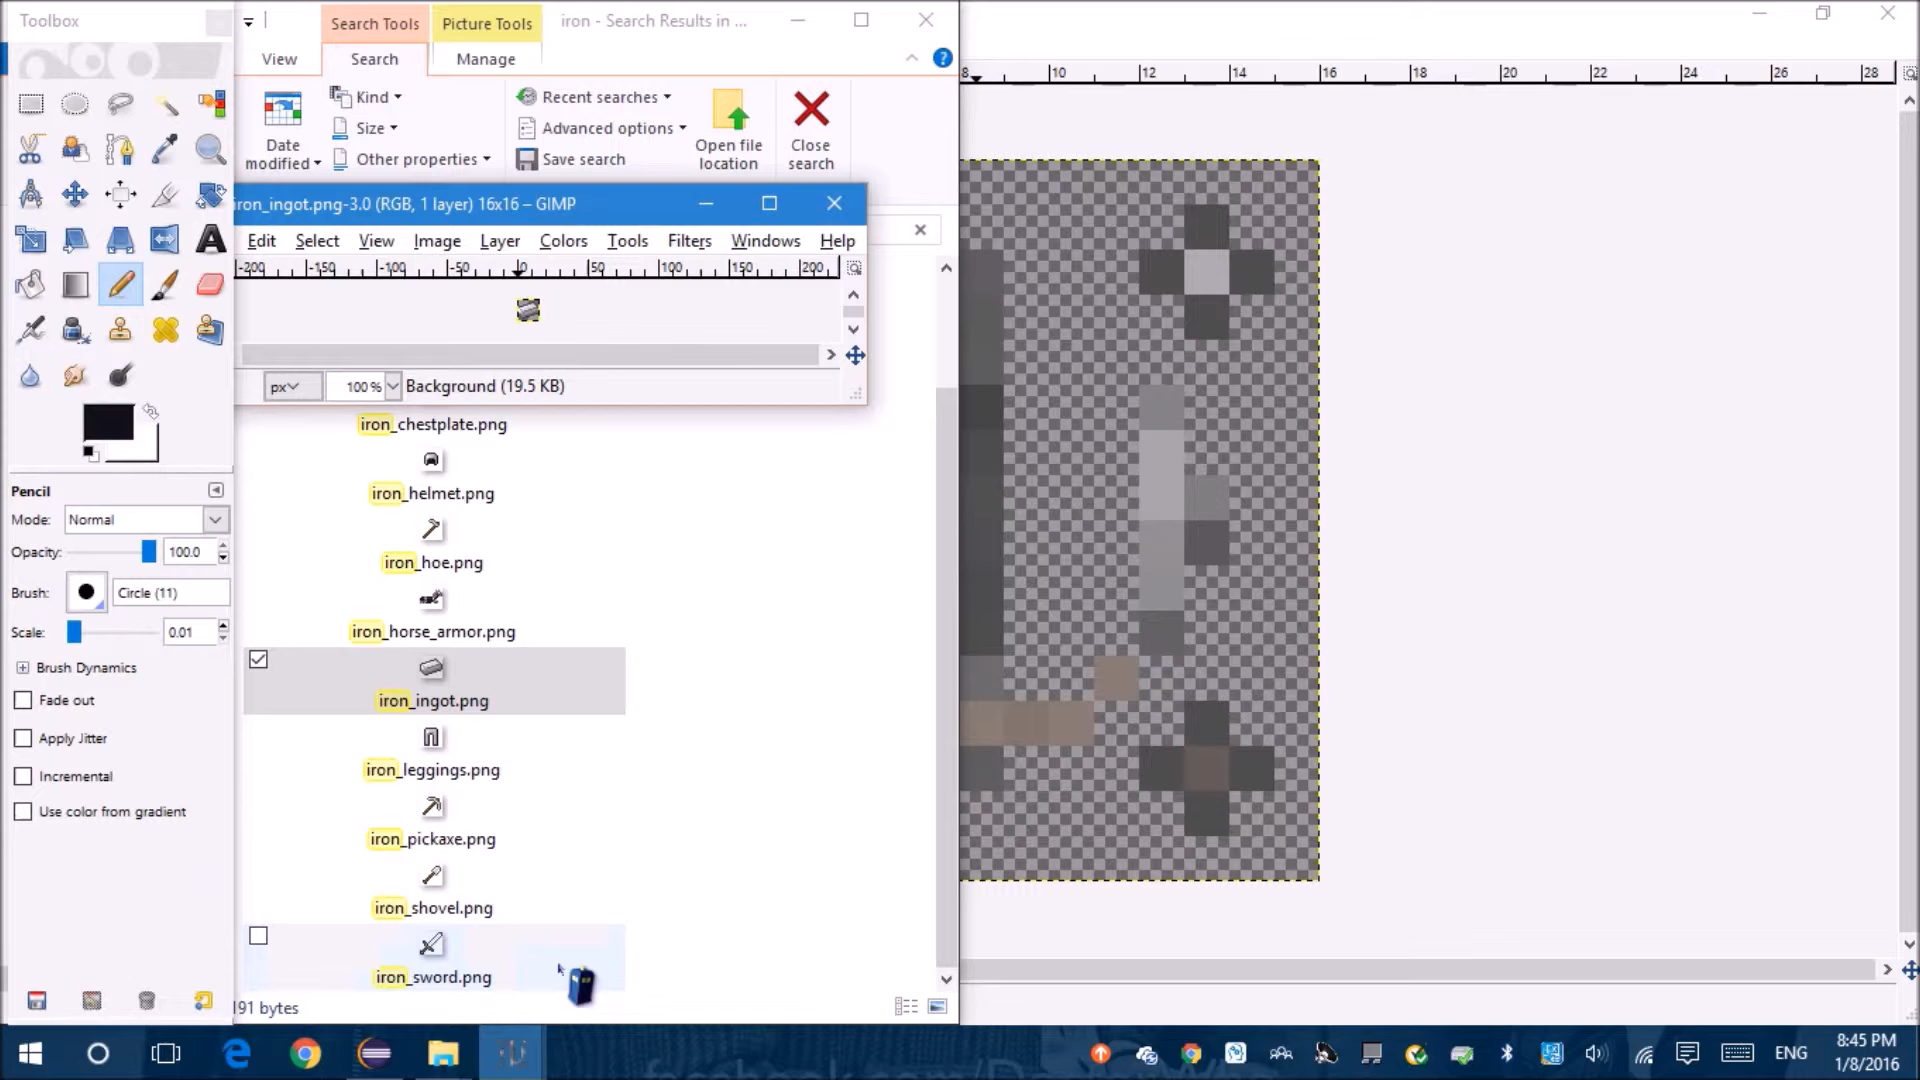 Toolbox
Search Tools
Picture Tools
iron - Search Results in ...
View
Search
Manage
Kind
Size
Other properties
Date modified
Recent searches
Advanced options
Save search
Open file location
Close search
iron_ingot.png-3.0 (RGB, 1 layer) 16x16 – GIMP
Edit Select View Image Layer Colors Tools Filters Windows Help
-200 -150 -100 -50 0 50 100 150 200
px 100 % Background (19.5 KB)
8 10 12 14 16 18 20 22 24 26 28
iron_chestplate.png
iron_helmet.png
iron_hoe.png
iron_horse_armor.png
iron_ingot.png
iron_leggings.png
iron_pickaxe.png
iron_shovel.png
iron_sword.png
191 bytes
Pencil
Mode: Normal
Opacity: 100.0
Brush: Circle (11)
Scale: 0.01
Brush Dynamics
Fade out
Apply Jitter
Incremental
Use color from gradient
ENG
8:45 PM
1/8/2016